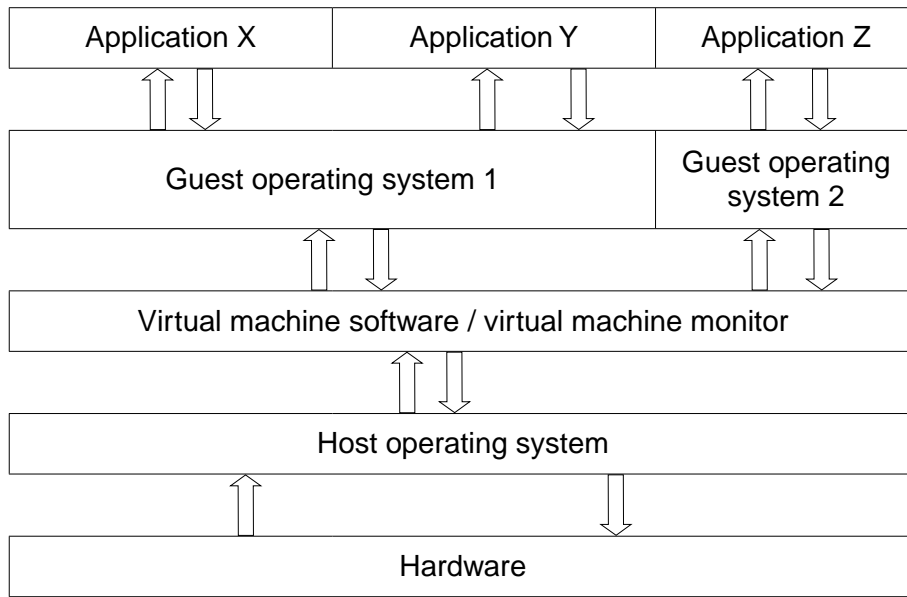 Application X
Application Y
Application Z
Guest operating system 1
Guest operating
system 2
Virtual machine software / virtual machine monitor
Host operating system
Hardware